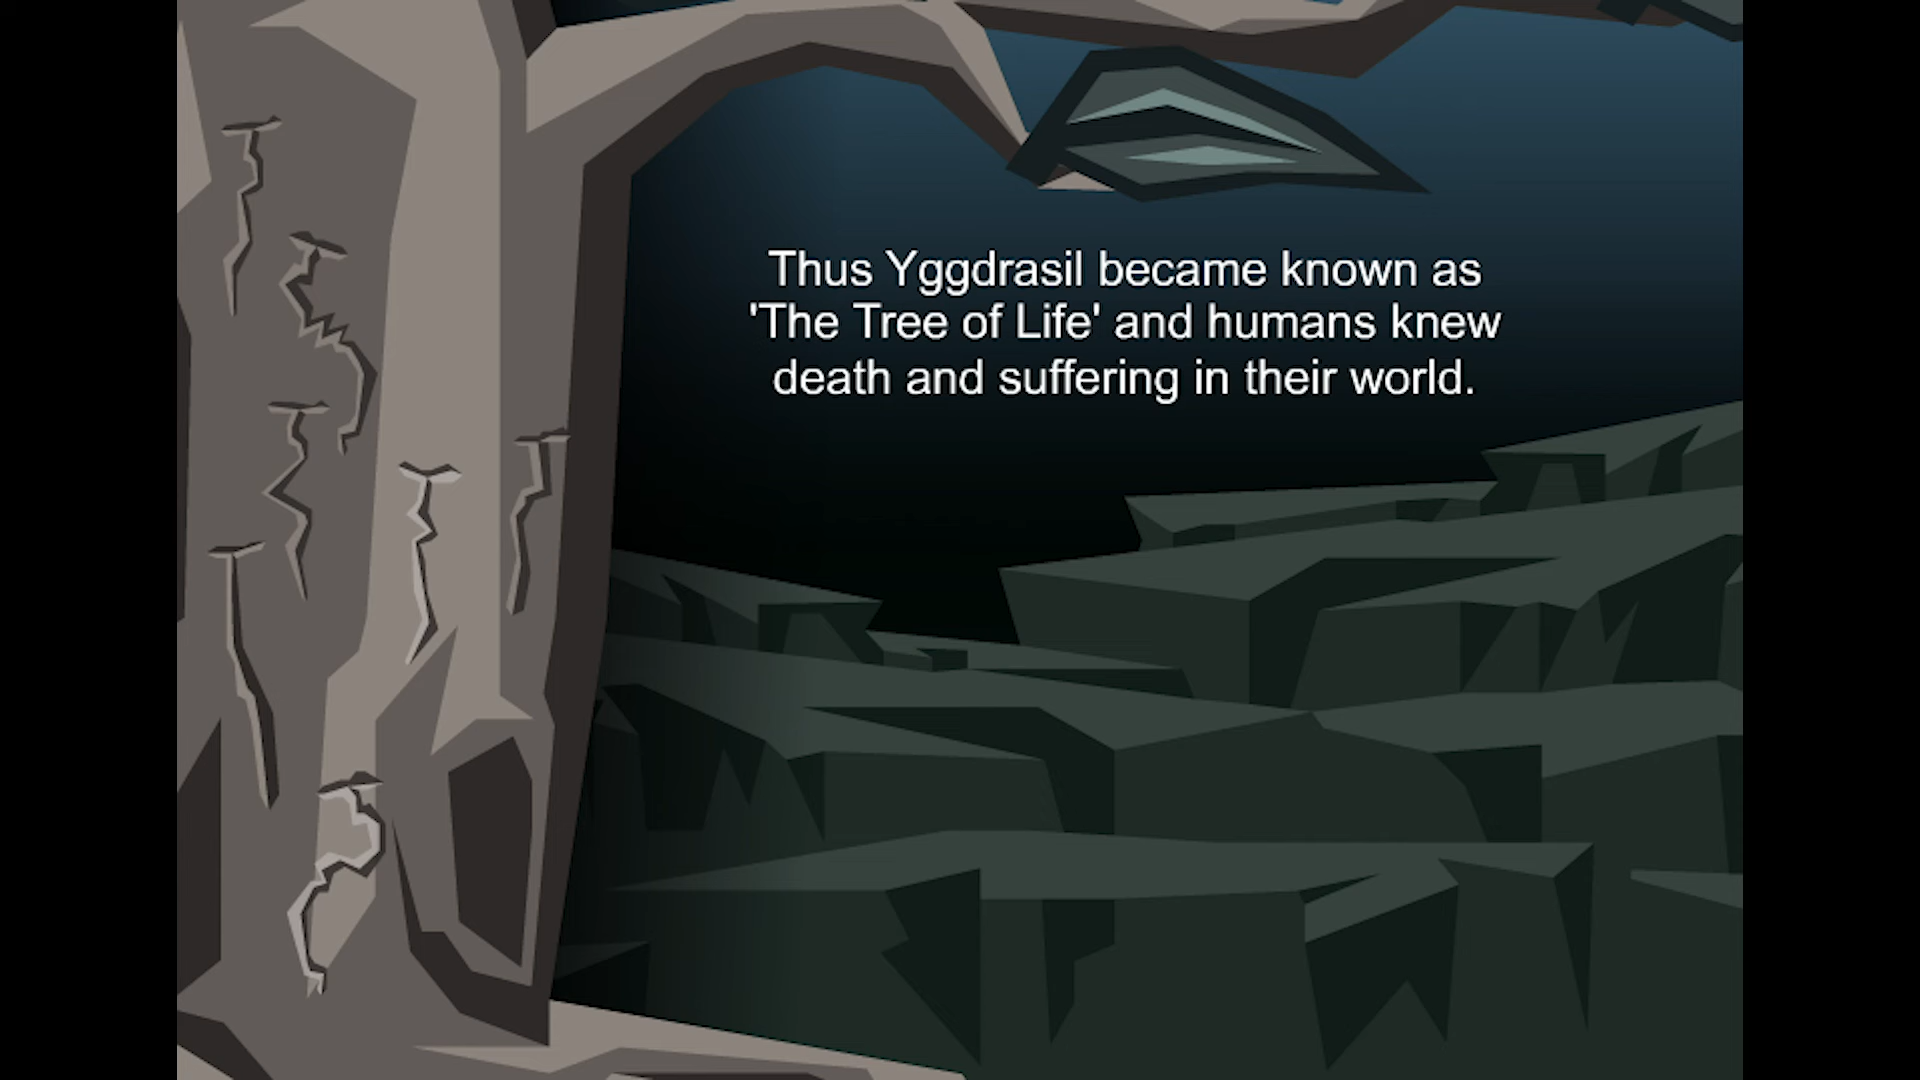 Thus Yggdrasil became known as
'The Tree of Life' and humans knew
death and suffering in their world.